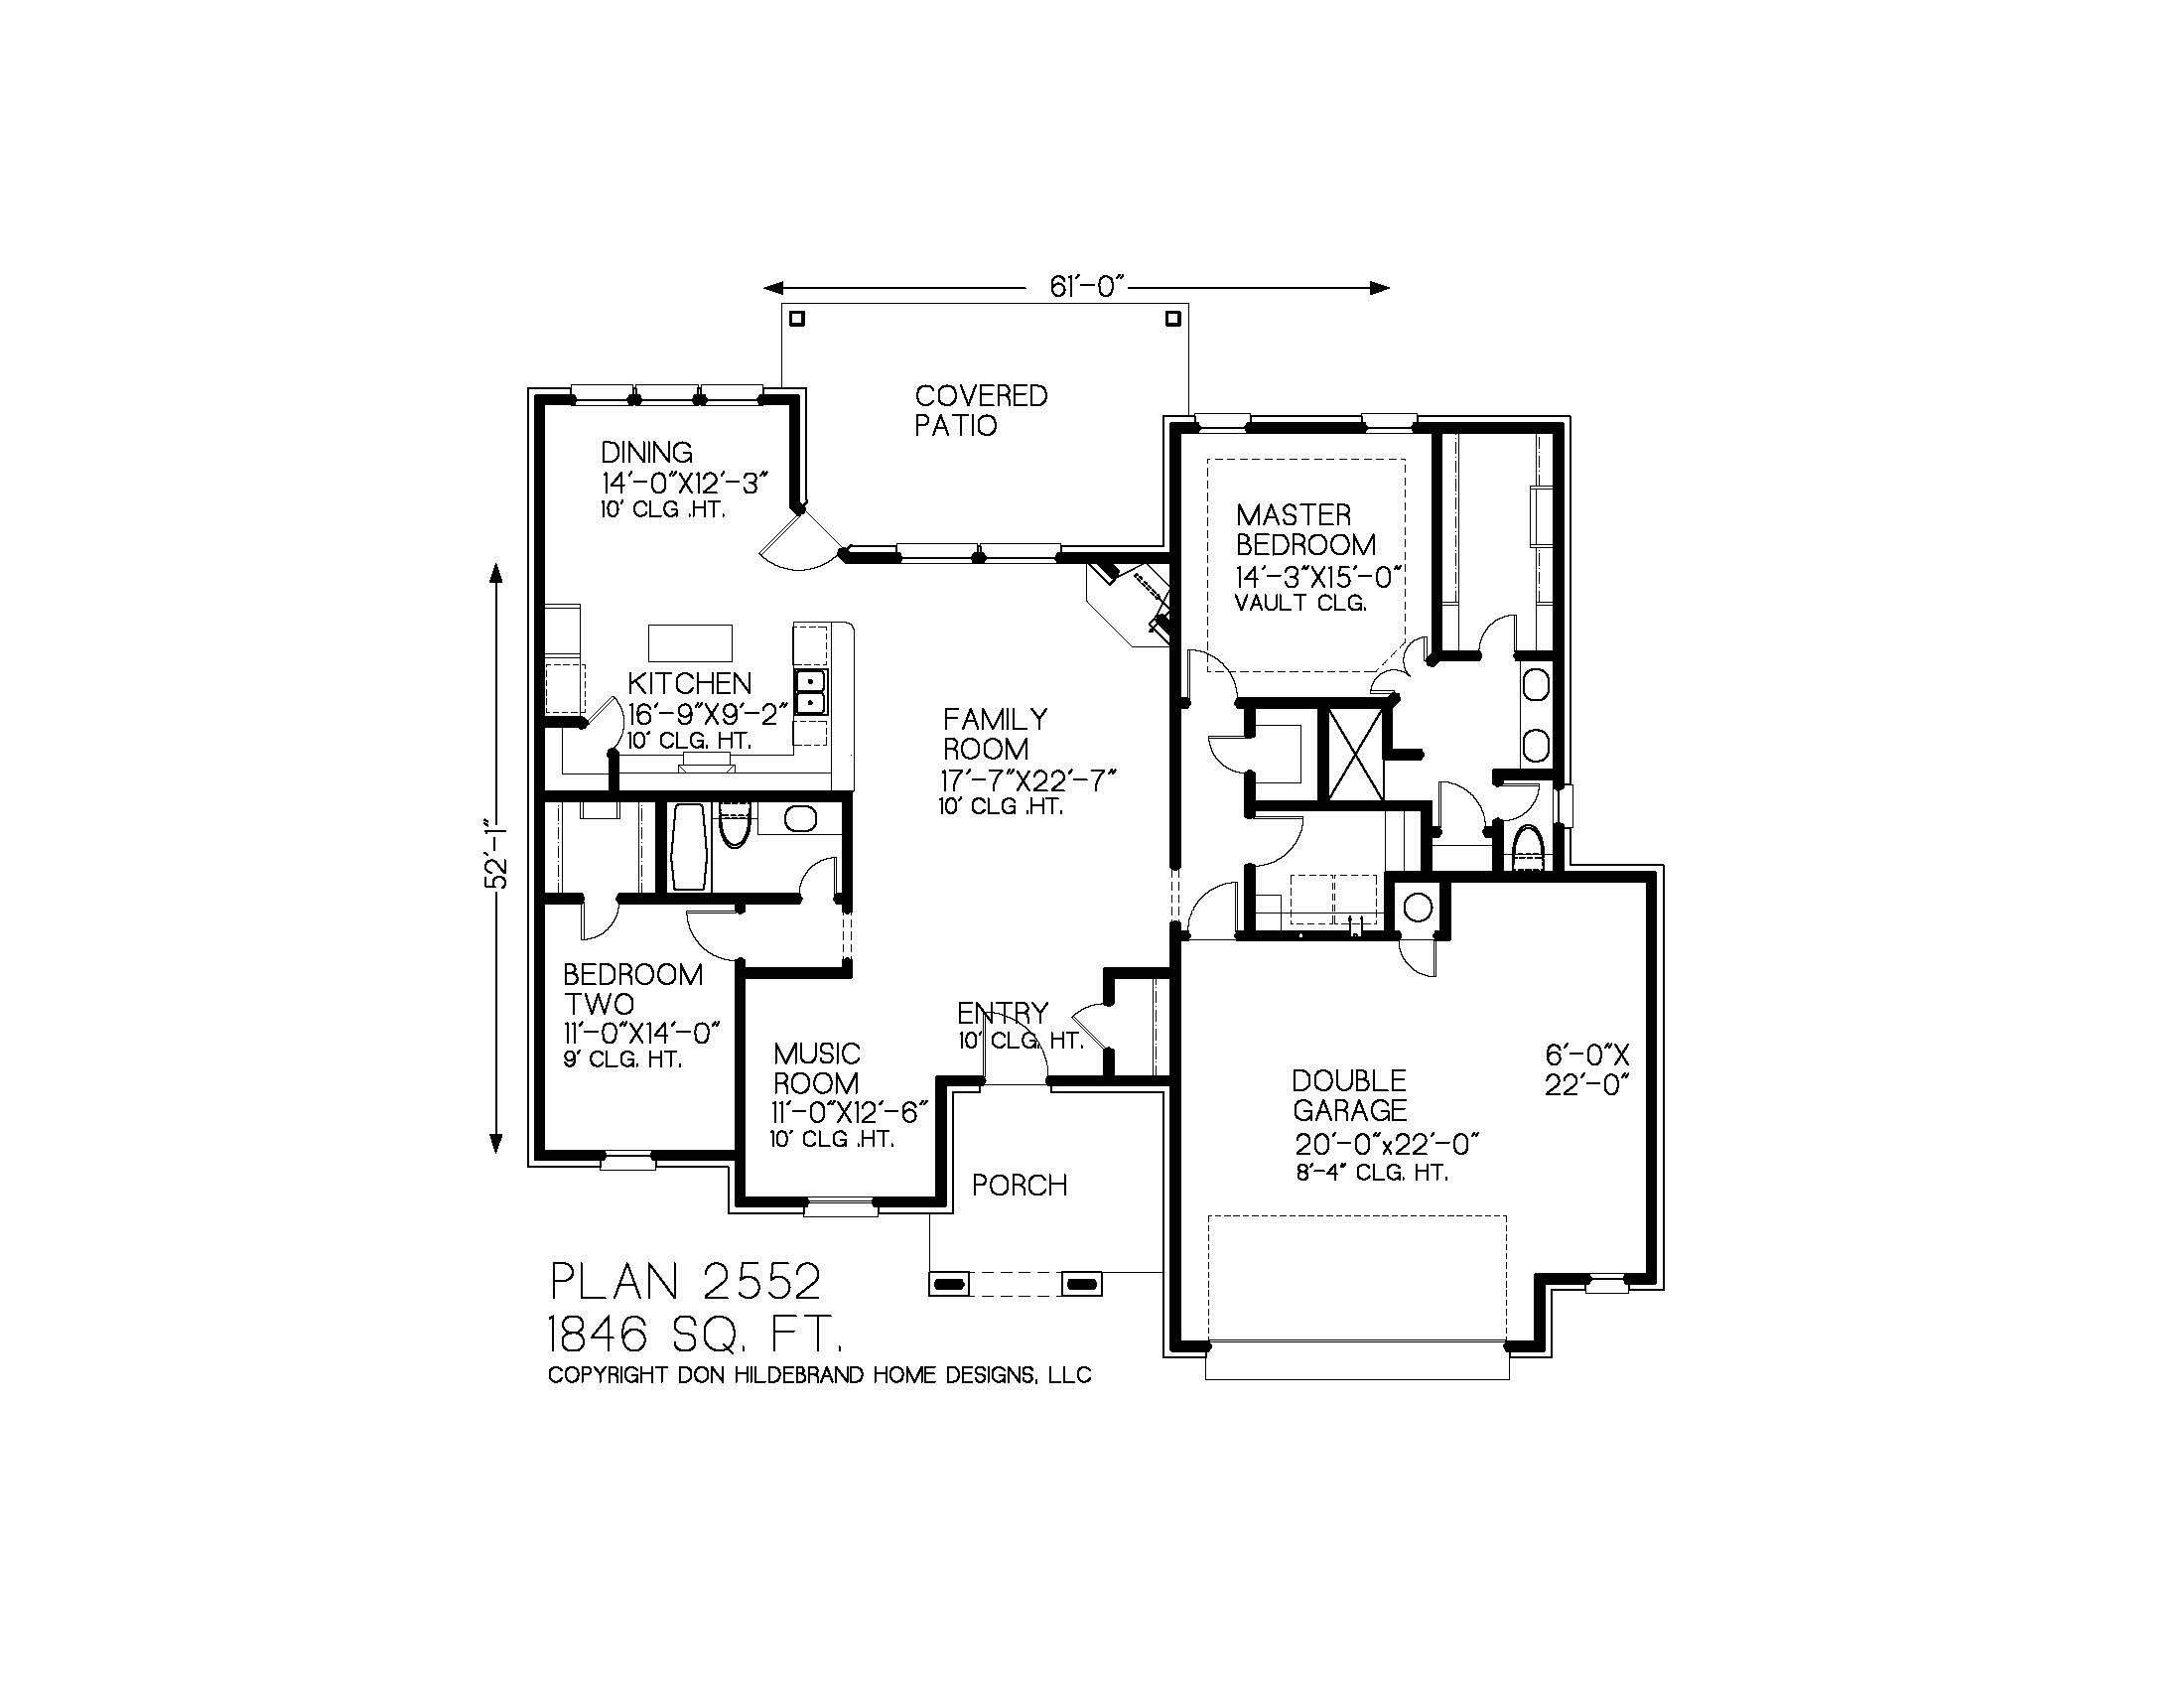 61'-0"
COVERED
PATIO
DINING
14'-0"X12'-3"
10' CLG .HT.
MASTER
BEDROOM
14'-3"X15'-0"
VAULT CLG.
KITCHEN
16'-9"X9'-2"
10' CLG. HT.
FAMILY
ROOM
17'-7"X22'-7"
10' CLG .HT.
52'-1"
BEDROOM
TWO
11'-0"X14'-0"
9' CLG. HT.
ENTRY
10' CLG. HT.
MUSIC
ROOM
11'-0"X12'-6"
10' CLG .HT.
6'-0"X
22'-0"
DOUBLE
GARAGE
20'-0"x22'-0"
8'-4" CLG. HT.
PORCH
PLAN 2552
1846 SQ. FT.
COPYRIGHT DON HILDEBRAND HOME DESIGNS, LLC